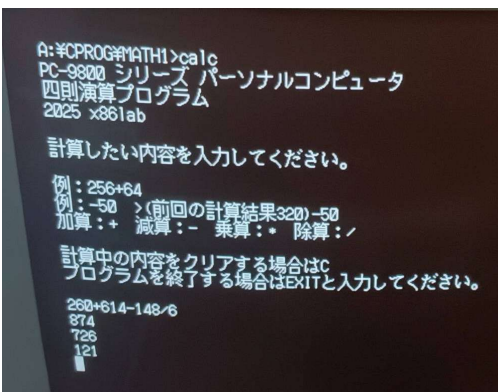 A:¥CPROG¥MATH1>calc
PC-9800 シリーズ パーソナルコンピュータ
四則演算プログラム
2025 x86lab
計算したい内容を入力してください。
例：256+64
例：-50 >(前回の計算結果320)-50
加算：+ 減算：- 乗算：* 除算：/
計算中の内容をクリアする場合はC
プログラムを終了する場合はEXITと入力してください。
260+614-148/6
874
726
121